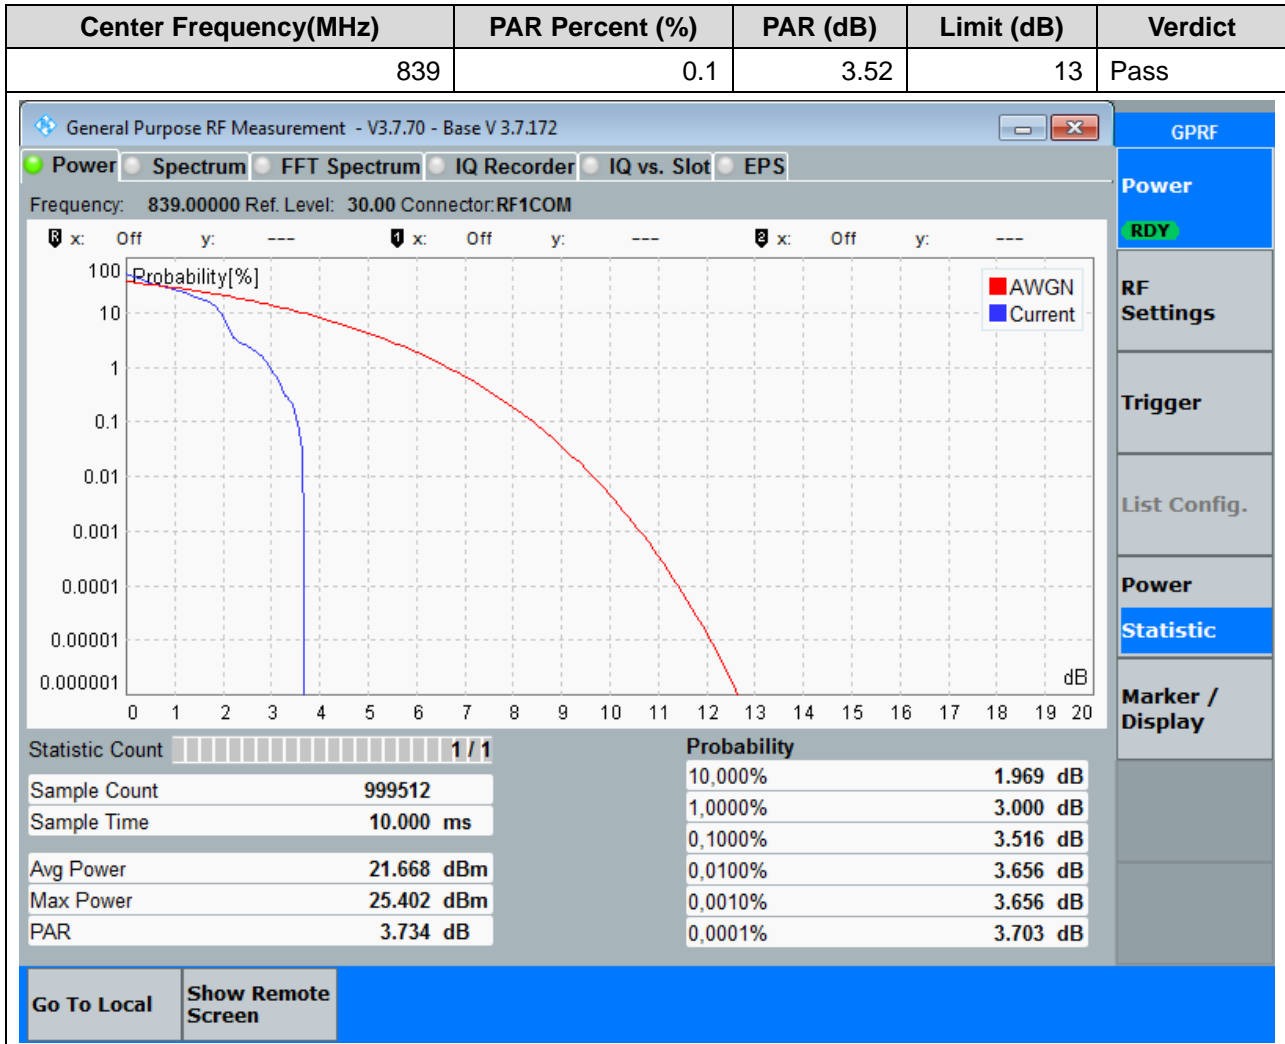 Center Frequency(MHz) PAR Percent (%) PAR (dB) Limit (dB) Verdict
839 0.1 3.52 13 Pass
General Purpose RF Measurement - V3.7.70 - Base V 3.7.172
GPRF
Power Spectrum FFT Spectrum IQ Recorder IQ vs. Slot EPS
Power
RDY
Frequency: 839.00000 Ref. Level: 30.00 Connector: RF1COM
R x: Off y: --- 1 x: Off y: --- 2 x: Off y: ---
Probability[%]
AWGN
Current
100
10
1
0.1
0.01
0.001
0.0001
0.00001
0.000001
dB
0 1 2 3 4 5 6 7 8 9 10 11 12 13 14 15 16 17 18 19 20
RF
Settings
Trigger
List Config.
Power
Statistic
Marker /
Display
Statistic Count 1 / 1
Sample Count 999512
Sample Time 10.000 ms
Avg Power 21.668 dBm
Max Power 25.402 dBm
PAR 3.734 dB
Probability
10,000% 1.969 dB
1,0000% 3.000 dB
0,1000% 3.516 dB
0,0100% 3.656 dB
0,0010% 3.656 dB
0,0001% 3.703 dB
Go To Local
Show Remote
Screen